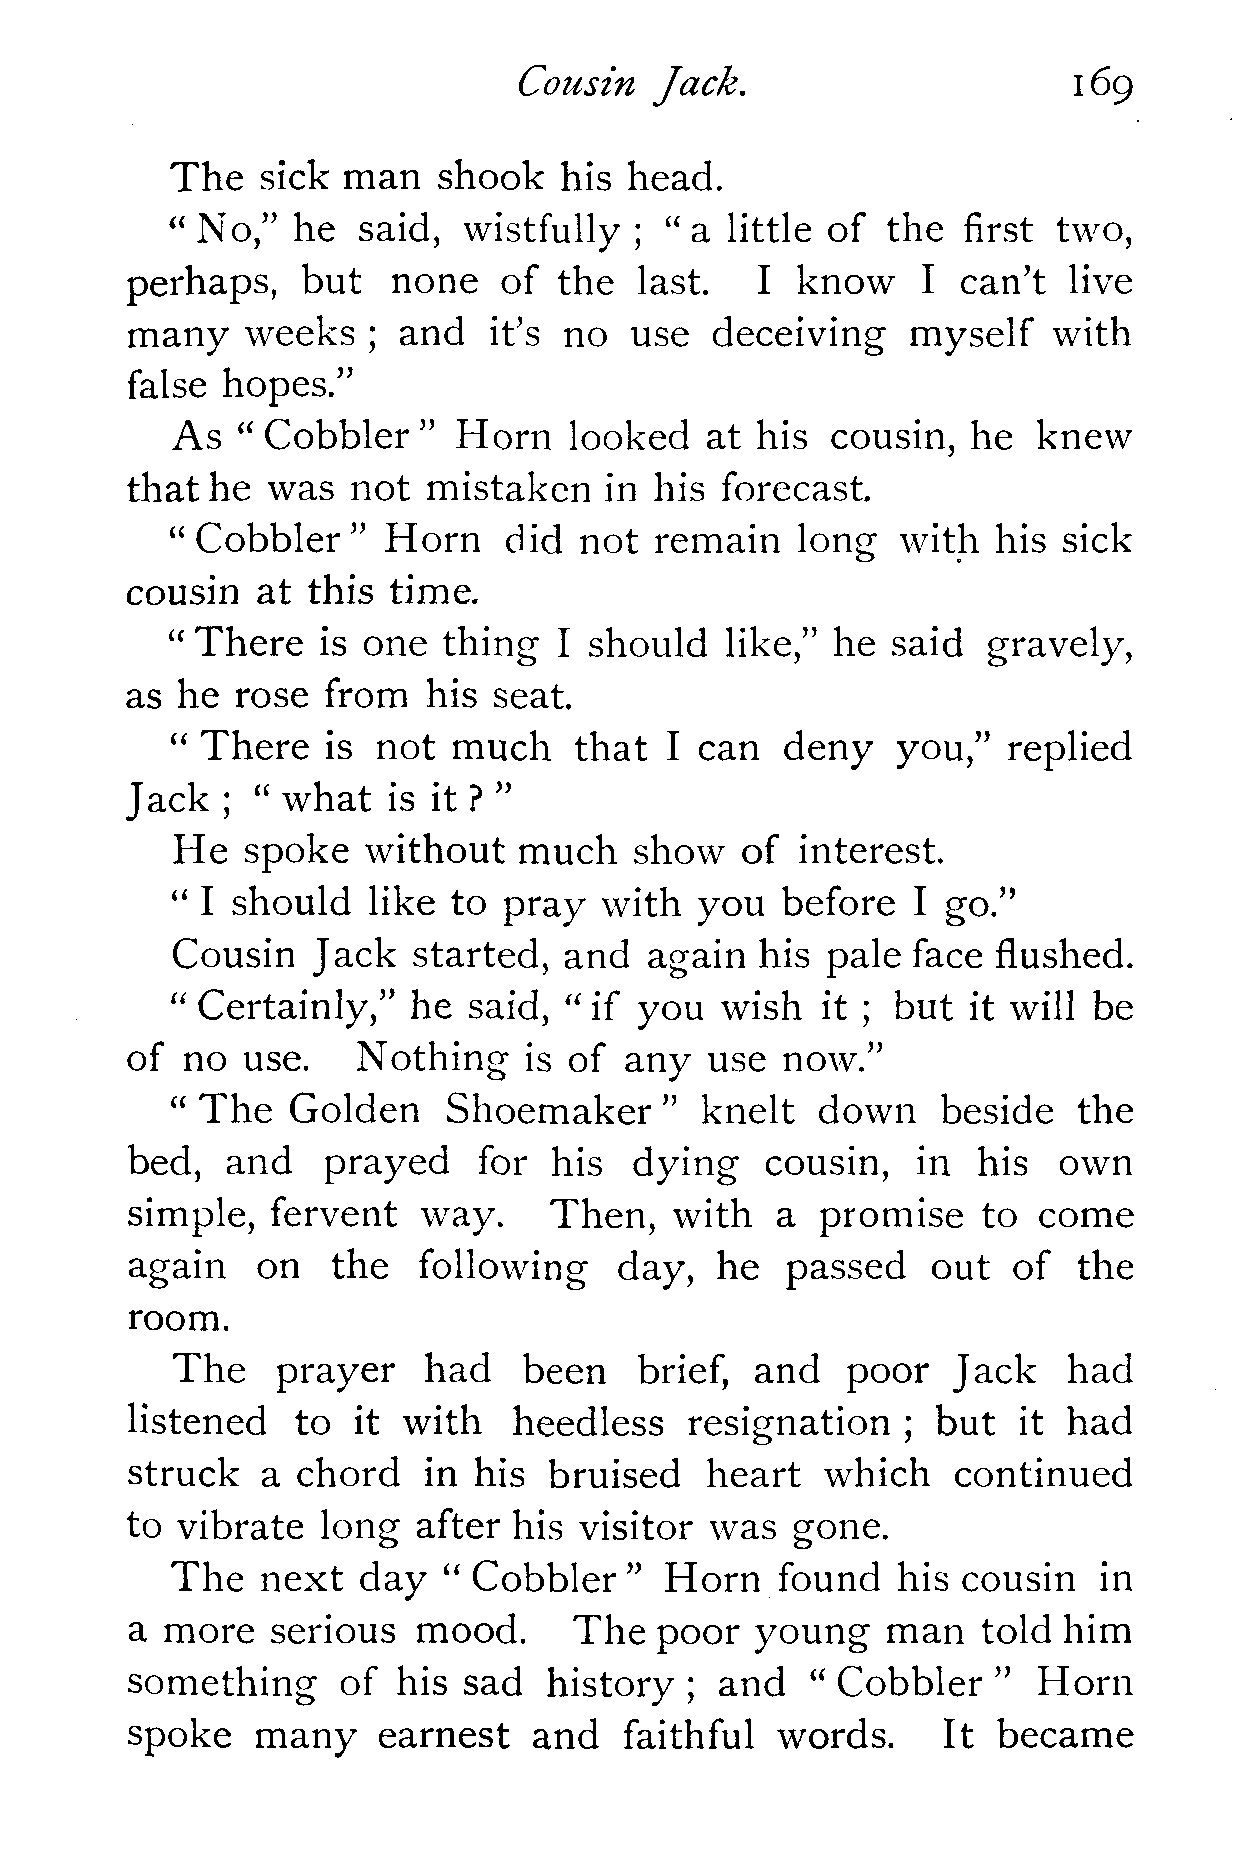 Cousin Jack. 169
The sick man shook his head.
“ No,” he said, wistfully ; “ a little of the first two,
perhaps, but none of the last. I know I can’t live
many weeks ; and it’s no use deceiving myself with
false hopes.”
As “ Cobbler ” Horn looked at his cousin, he knew
that he was not mistaken in his forecast.
“ Cobbler ” Horn did not remain long with his sick
cousin at this time.
“ There is one thing I should like,” he said gravely,
as he rose from his seat.
“ There is not much that I can deny you,” replied
Jack ; “ what is it ? ”
He spoke without much show of interest.
“ I should like to pray with you before I go.”
Cousin Jack started, and again his pale face flushed.
“ Certainly,” he said, “ if you wish it ; but it will be
of no use. Nothing is of any use now.”
“ The Golden Shoemaker ” knelt down beside the
bed, and prayed for his dying cousin, in his own
simple, fervent way. Then, with a promise to come
again on the following day, he passed out of the
room.
The prayer had been brief, and poor Jack had
listened to it with heedless resignation ; but it had
struck a chord in his bruised heart which continued
to vibrate long after his visitor was gone.
The next day “ Cobbler ” Horn found his cousin in
a more serious mood. The poor young man told him
something of his sad history ; and “ Cobbler ” Horn
spoke many earnest and faithful words. It became